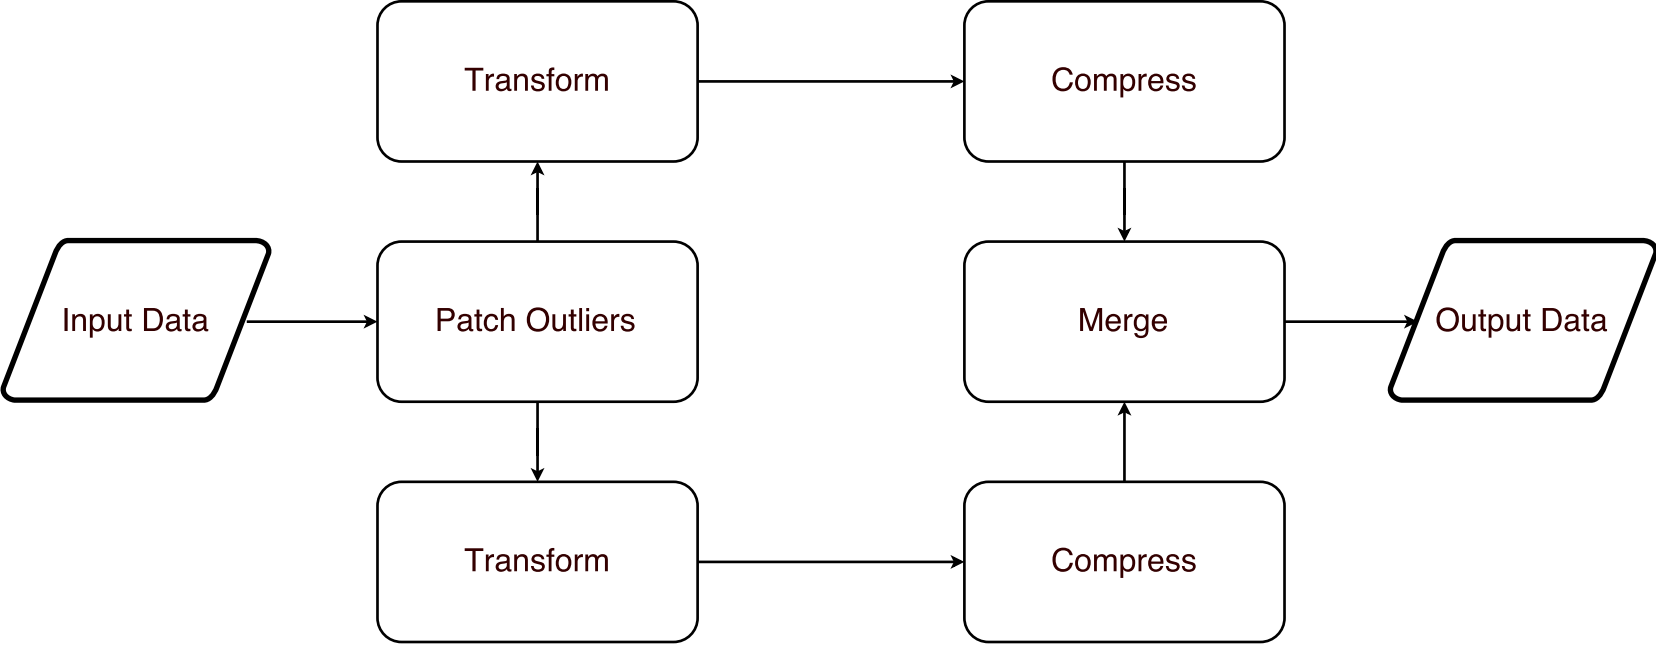 Transform
Compress
Input Data
Patch Outliers
Merge
Output Data
Transform
Compress